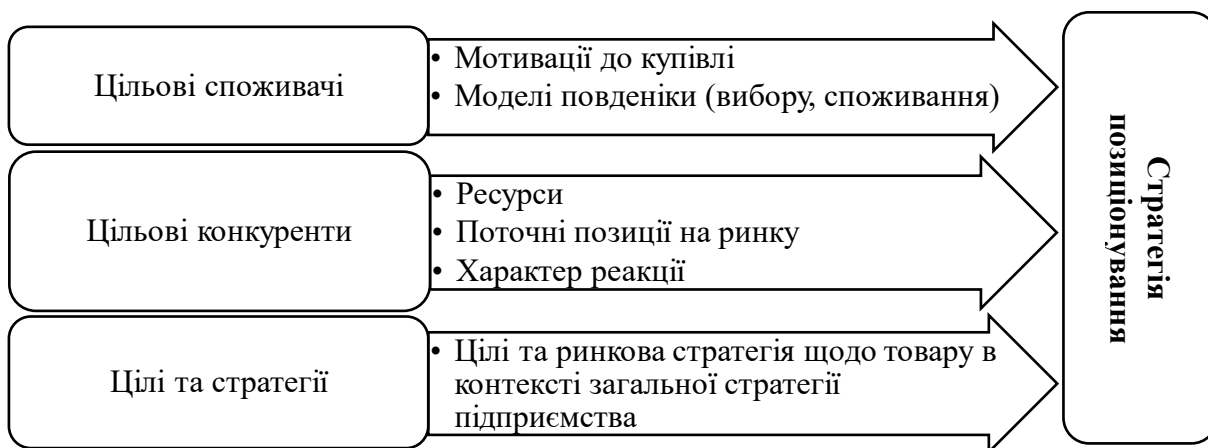 Цільові споживачі
• Мотивації до купівлі
• Моделі повденіки (вибору, споживання)
Цільові конкуренти
• Ресурси
• Поточні позиції на ринку
• Характер реакції
Цілі та стратегії
• Цілі та ринкова стратегія щодо товару в
контексті загальної стратегії
підприємства
Стратегія
позиціонування